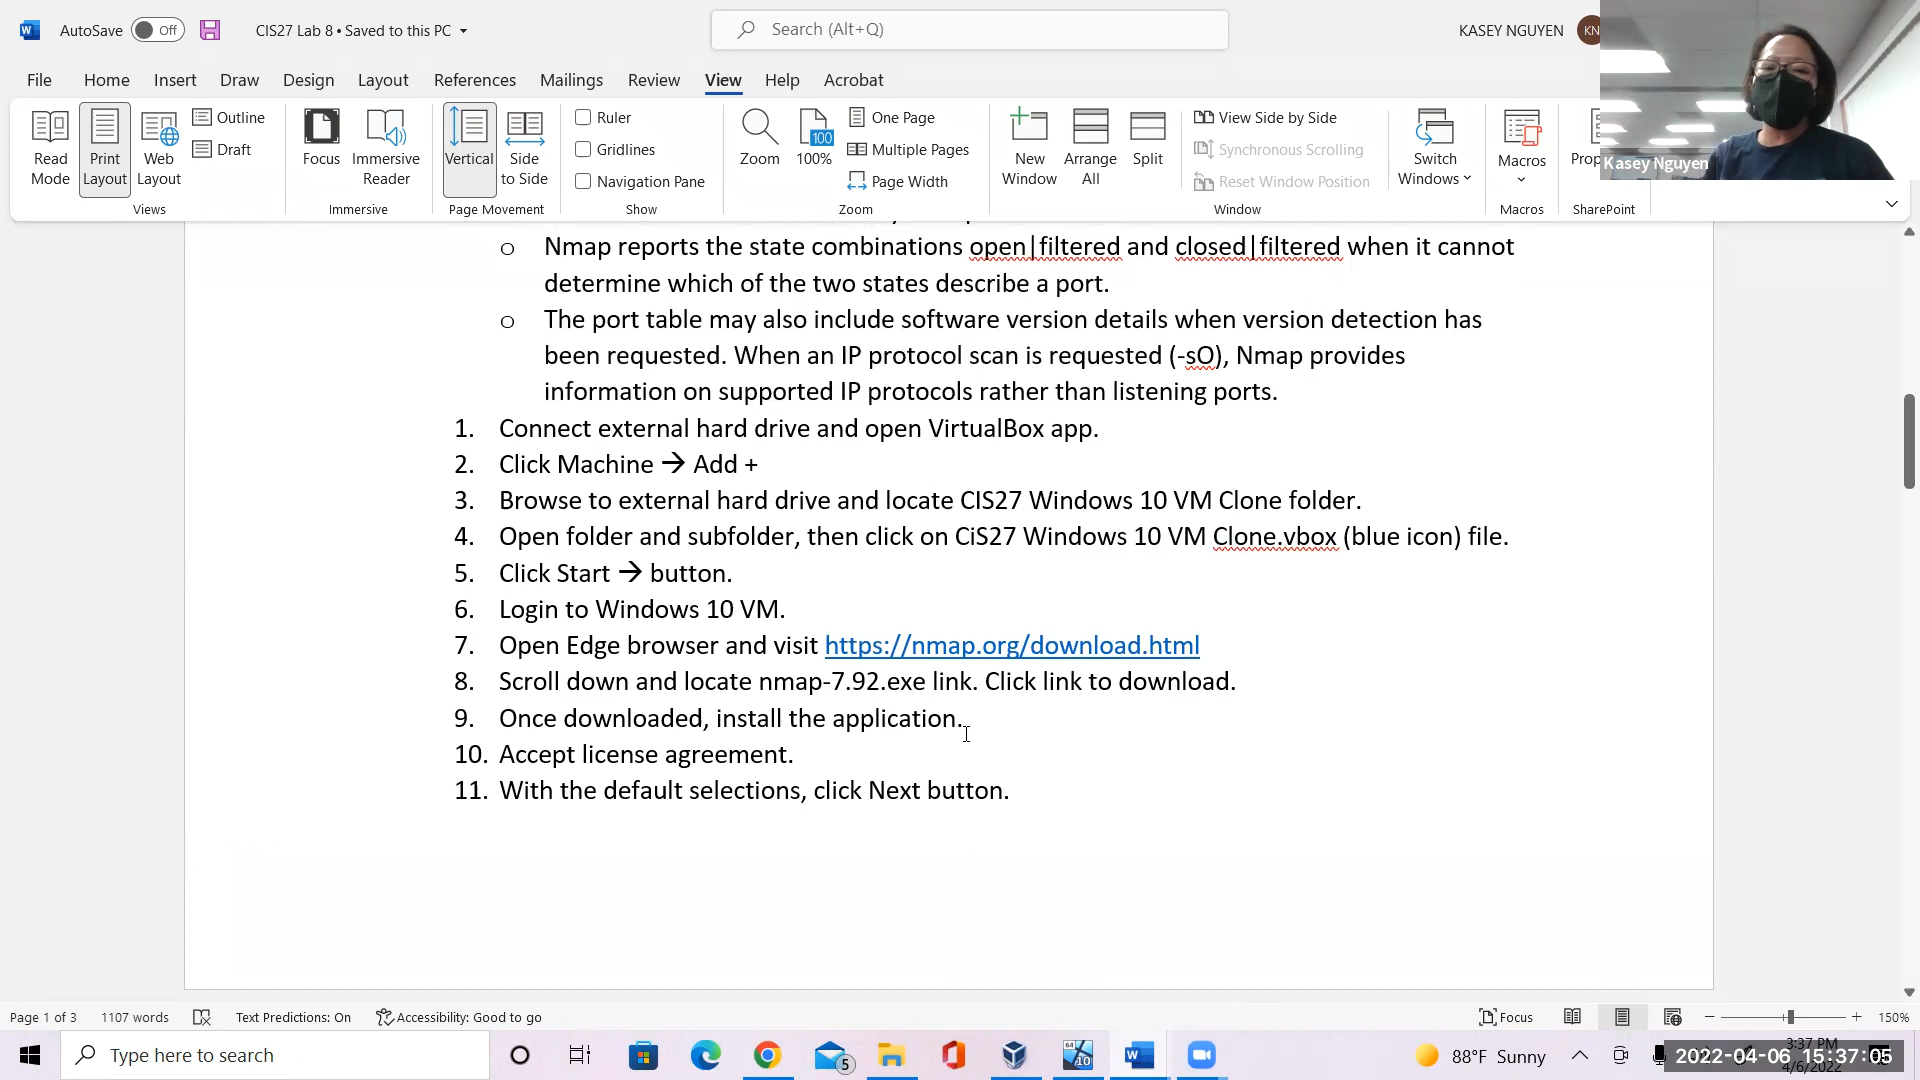 AutoSave Off CIS27 Lab 8 • Saved to this PC Search (Alt+Q) KASEY NGUYEN KN
File Home Insert Draw Design Layout References Mailings Review View Help Acrobat
Read Mode Print Layout Web Layout Outline Draft
Focus Immersive Reader Vertical Side to Side
Ruler Gridlines Navigation Pane
Zoom 100 100% One Page Multiple Pages Page Width
New Window Arrange All Split View Side by Side Synchronous Scrolling Reset Window Position
Switch Windows Macros
Kasey Nguyen
Views Immersive Page Movement Show Zoom Window Macros SharePoint
o Nmap reports the state combinations open|filtered and closed|filtered when it cannot
determine which of the two states describe a port.
o The port table may also include software version details when version detection has
been requested. When an IP protocol scan is requested (-sO), Nmap provides
information on supported IP protocols rather than listening ports.
1. Connect external hard drive and open VirtualBox app.
2. Click Machine → Add +
3. Browse to external hard drive and locate CIS27 Windows 10 VM Clone folder.
4. Open folder and subfolder, then click on CiS27 Windows 10 VM Clone.vbox (blue icon) file.
5. Click Start → button.
6. Login to Windows 10 VM.
7. Open Edge browser and visit https://nmap.org/download.html
8. Scroll down and locate nmap-7.92.exe link. Click link to download.
9. Once downloaded, install the application.
10. Accept license agreement.
11. With the default selections, click Next button.
Page 1 of 3 1107 words Text Predictions: On Accessibility: Good to go Focus 150%
Type here to search 5 64 10 88°F Sunny 3:37 PM
4/6/2022
2022-04-06 15:37:05